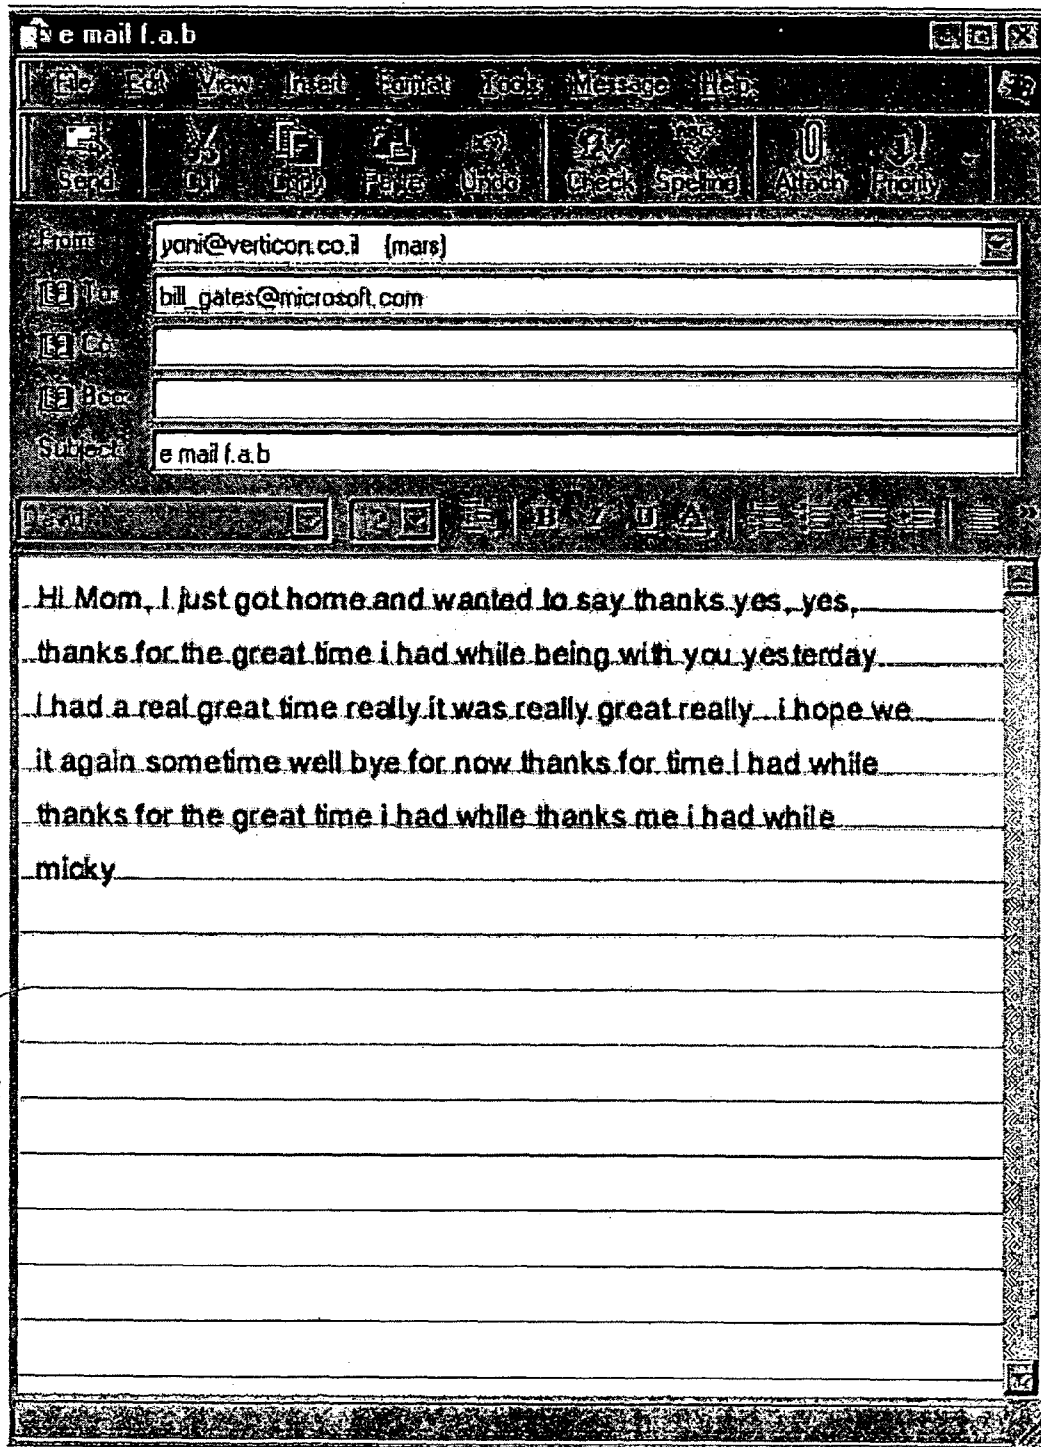 e mail f.a.b
File Edit View Insert Format Tools Message Help
Send Cut Copy Paste Undo Check Spelling Attach Priority
From: yoni@verticon.co.il (mars)
To: bill_gates@microsoft.com
Cc:
Bcc:
Subject: e mail f.a.b
12 B I U A
Hi Mom, I just got home and wanted to say thanks yes, yes,
thanks for the great time i had while being with you yesterday
I had a real great time really it was really great really i hope we
it again sometime well bye for now thanks for time i had while
thanks for the great time i had while thanks me i had while
micky